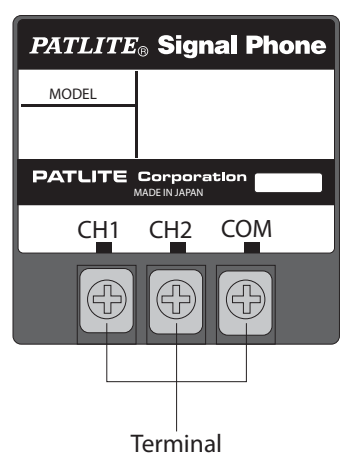 PATLITE® Signal Phone
MODEL
PATLITE Corporation
MADE IN JAPAN
CH1 CH2 COM
Terminal